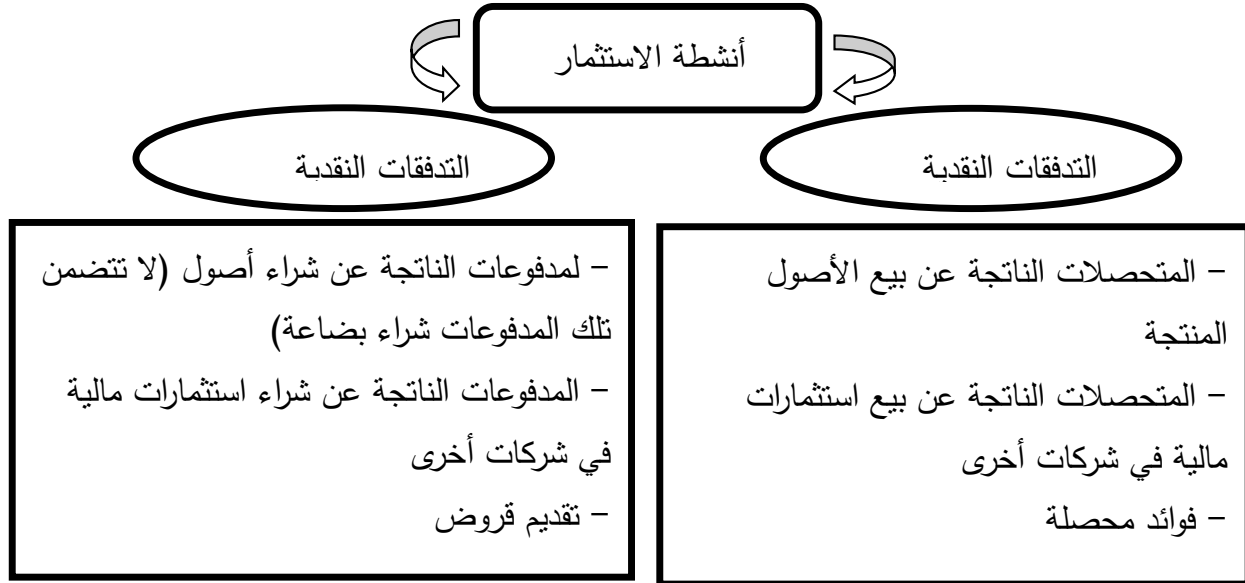 أنشطة الاستثمار
التدفقات النقدية
التدفقات النقدية
- المتحصلات الناتجة عن بيع الأصول
المنتجة
- المتحصلات الناتجة عن بيع استثمارات
مالية في شركات أخرى
- فوائد محصلة
- لمدفوعات الناتجة عن شراء أصول (لا تتضمن
تلك المدفوعات شراء بضاعة)
- المدفوعات الناتجة عن شراء استثمارات مالية
في شركات أخرى
- تقديم قروض